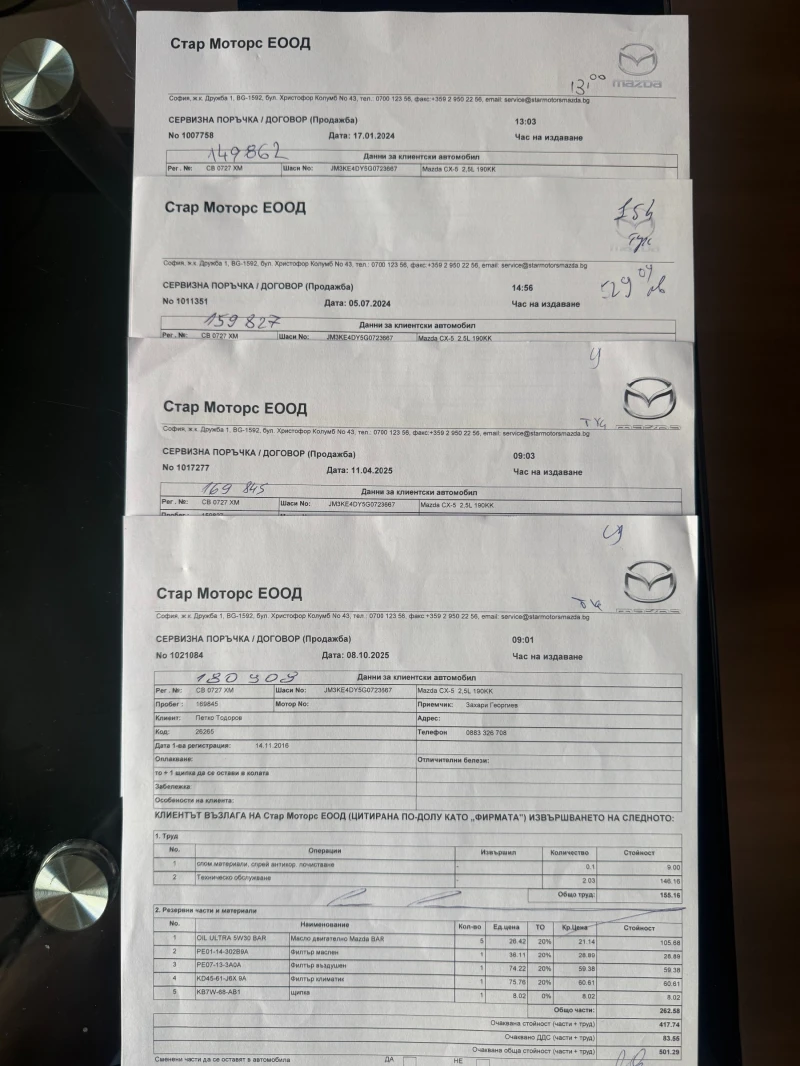 Стар Моторс ЕООД
13⁰⁰
mazda
София, ж.к. Дружба 1, BG-1592, бул. Христофор Колумб No 43, тел.: 0700 123 56, факс:+359 2 950 22 56, email: service@starmotorsmazda.bg
СЕРВИЗНА ПОРЪЧКА / ДОГОВОР (Продажба) 13:03
No 1007758 Дата: 17.01.2024 Час на издаване
149862 Данни за клиентски автомобил
Рег. №: СВ 0727 ХМ Шаси No: JM3KE4DY5G0723667 Mazda CX-5 2,5L 190KK
Стар Моторс ЕООД
София, ж.к. Дружба 1, BG-1592, бул. Христофор Колумб No 43, тел.: 0700 123 56, факс:+359 2 950 22 56, email: service@starmotorsmazda.bg
СЕРВИЗНА ПОРЪЧКА / ДОГОВОР (Продажба) 14:56
No 1011351 Дата: 05.07.2024 Час на издаване
159827 Данни за клиентски автомобил
Рег. №: СВ 0727 ХМ Шаси No: JM3KE4DY5G0723667 Mazda CX-5 2,5L 190KK
Стар Моторс ЕООД
София, ж.к. Дружба 1, BG-1592, бул. Христофор Колумб No 43, тел.: 0700 123 56, факс:+359 2 950 22 56, email: service@starmotorsmazda.bg
СЕРВИЗНА ПОРЪЧКА / ДОГОВОР (Продажба) 09:03
No 1017277 Дата: 11.04.2025 Час на издаване
169 845 Данни за клиентски автомобил
Рег. №: СВ 0727 ХМ Шаси No: JM3KE4DY5G0723667 Mazda CX-5 2,5L 190KK
Стар Моторс ЕООД
София, ж.к. Дружба 1, BG-1592, бул. Христофор Колумб No 43, тел.: 0700 123 56, факс:+359 2 950 22 56, email: service@starmotorsmazda.bg
СЕРВИЗНА ПОРЪЧКА / ДОГОВОР (Продажба) 09:01
No 1021084 Дата: 08.10.2025 Час на издаване
180 909 Данни за клиентски автомобил
Рег. №: СВ 0727 ХМ Шаси No: JM3KE4DY5G0723667 Mazda CX-5 2,5L 190KK
Пробег: 169845 Мотор No: Приемчик: Захари Георгиев
Клиент: Петко Тодоров Адрес:
Код: 26265 Телефон 0883 326 708
Дата 1-ва регистрация: 14.11.2016
Оплакване: Отличителни белези:
то + 1 щипка да се остави в колата
Забележка:
Особености на клиента:
КЛИЕНТЪТ ВЪЗЛАГА НА Стар Моторс ЕООД (ЦИТИРАНА ПО-ДОЛУ КАТО „ФИРМАТА") ИЗВЪРШВАНЕТО НА СЛЕДНОТО:
1. Труд
No. Операция Извършил Количество Стойност
1 спом материали, спрей антикор. почистване - 0.1 9.00
2 Техническо обслужване - 2.03 146.16
Общо труд: 155.16
2. Резервни части и материали
No. Наименование Кол-во Ед.цена ТО Кр.Цена Стойност
1 OIL ULTRA 5W30 BAR Масло двигателно Mazda BAR 5 26.42 20% 21.14 105.68
2 PE01-14-302B9A Филтър маслен 1 36.11 20% 28.89 28.89
3 PE07-13-3A0A Филтър въздушен 1 74.22 20% 59.38 59.38
4 KD45-61-J6X 9A Филтър климатик 1 75.76 20% 60.61 60.61
5 KB7W-68-AB1 щипка 1 8.02 0% 8.02 8.02
Общо части: 262.58
Очаквана стойност (части + труд) 417.74
Очаквано ДДС (части + труд) 83.55
Очаквана обща стойност (части + труд) 501.29
Сменени части да се оставят в автомобила ДА НЕ